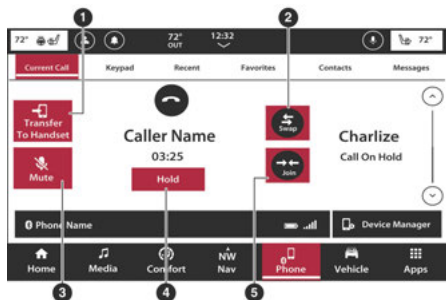 1
2
72°
72°
OUT
12:32
72°
Current Call
Keypad
Recent
Favorites
Contacts
Messages
Transfer
To Handset
Mute
Caller Name
03:25
Hold
Swap
Join
Charlize
Call On Hold
Phone Name
Device Manager
Home
Media
Comfort
NW
Nav
Phone
Vehicle
Apps
3
4
5